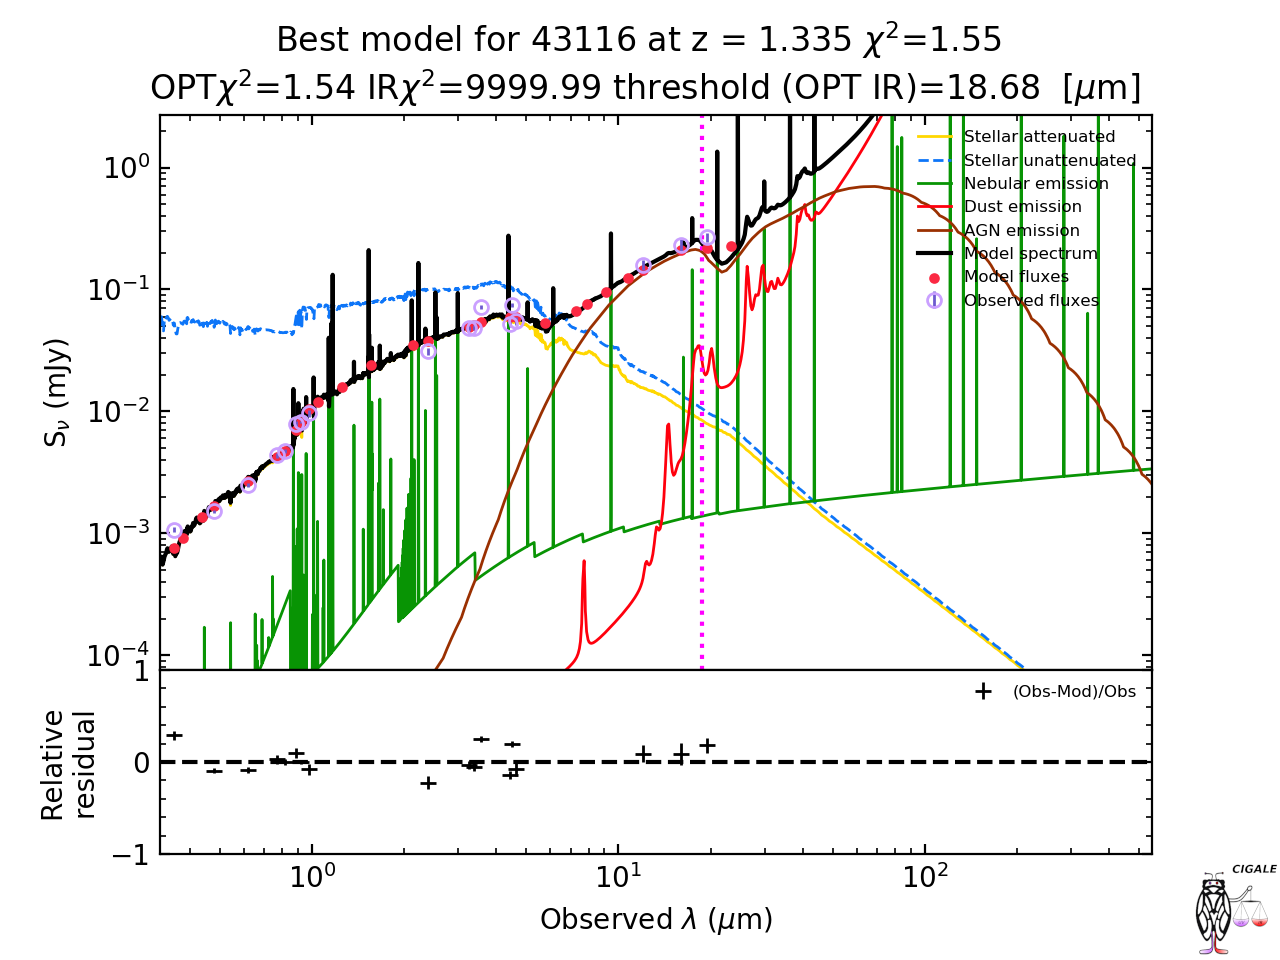 Best model for 43116 at z = 1.335 χ²=1.55
OPTχ²=1.54 IRχ²=9999.99 threshold (OPT IR)=18.68 [μm]
Stellar attenuated
Stellar unattenuated
Nebular emission
Dust emission
AGN emission
Model spectrum
Model fluxes
Observed fluxes
10⁰
10⁻¹
10⁻²
10⁻³
10⁻⁴
S_ν (mJy)
(Obs-Mod)/Obs
1
0
−1
Relative
residual
10⁰ 10¹ 10²
Observed λ (μm)
CIGALE